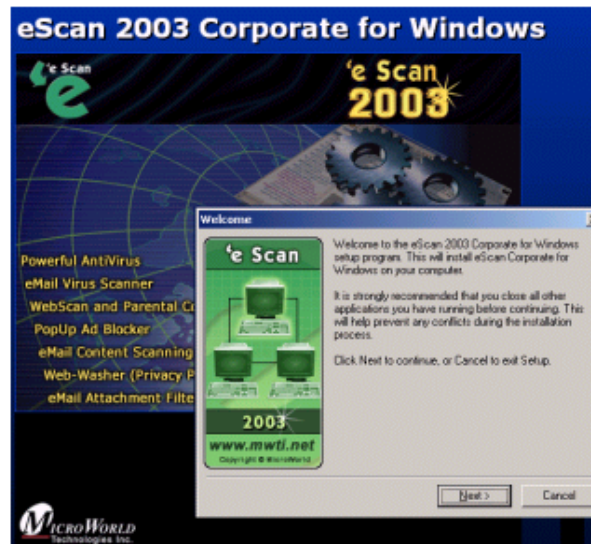 eScan 2003 Corporate for Windows
'e Scan
'e
'e Scan
2003
Powerful AntiVirus
eMail Virus Scanner
WebScan and Parental Co
PopUp Ad Blocker
eMail Content Scanning
Web-Washer (Privacy P
eMail Attachment Filte
MicroWorld
Technologies Inc.
Welcome
'e Scan
2003
www.mwti.net
Copyright © MicroWorld
Welcome to the eScan 2003 Corporate for Windows
setup program. This will install eScan Corporate for
Windows on your computer.
It is strongly recommended that you close all other
applications you have running before continuing. This
will help prevent any conflicts during the installation
process.
Click Next to continue, or Cancel to exit Setup.
Next >
Cancel